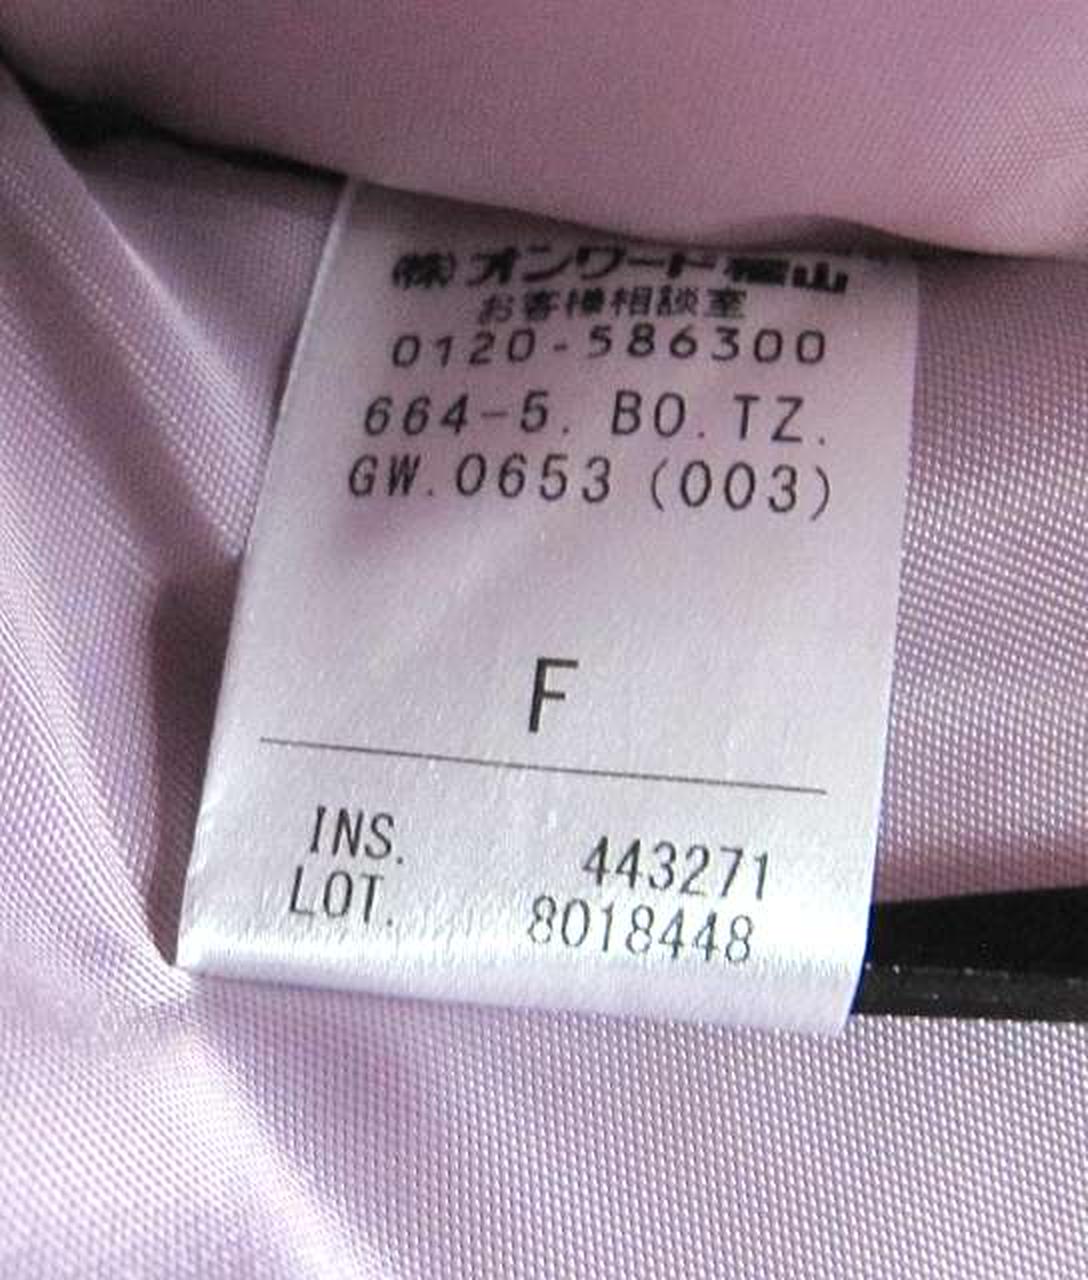 (株)オンワード樫山
お客様相談室
0120-586300
664-5. BO. TZ.
GW. 0653 (003)
F
INS. 443271
LOT. 8018448